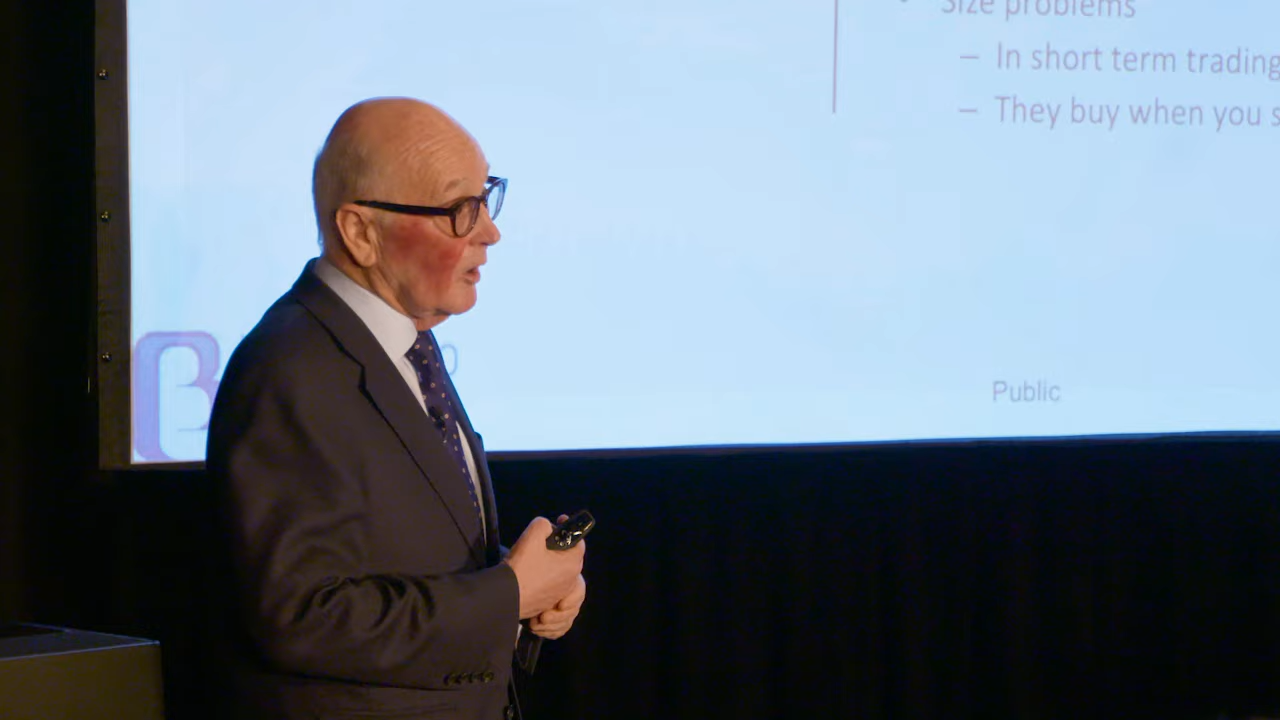 Size problems
– In short term trading
– They buy when you s
Public